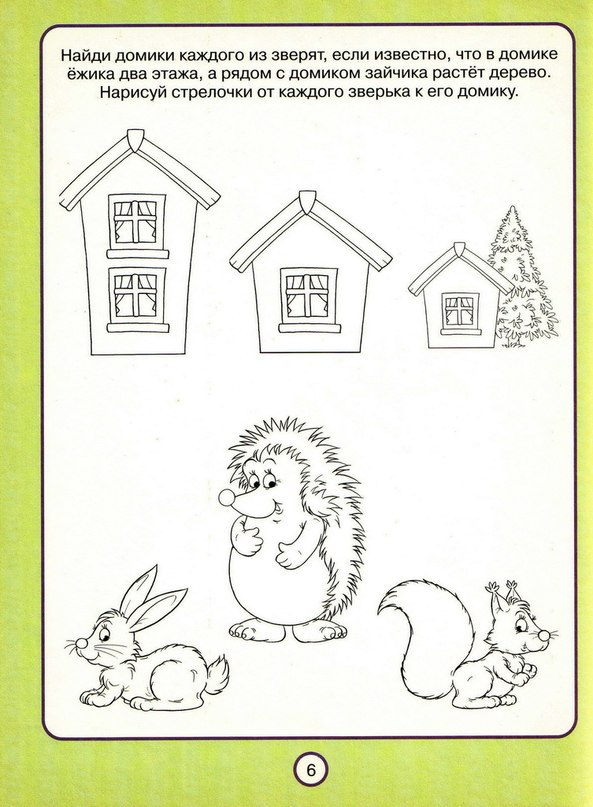 Найди домики каждого из зверят, если известно, что в домике
ёжика два этажа, а рядом с домиком зайчика растёт дерево.
Нарисуй стрелочки от каждого зверька к его домику.
6